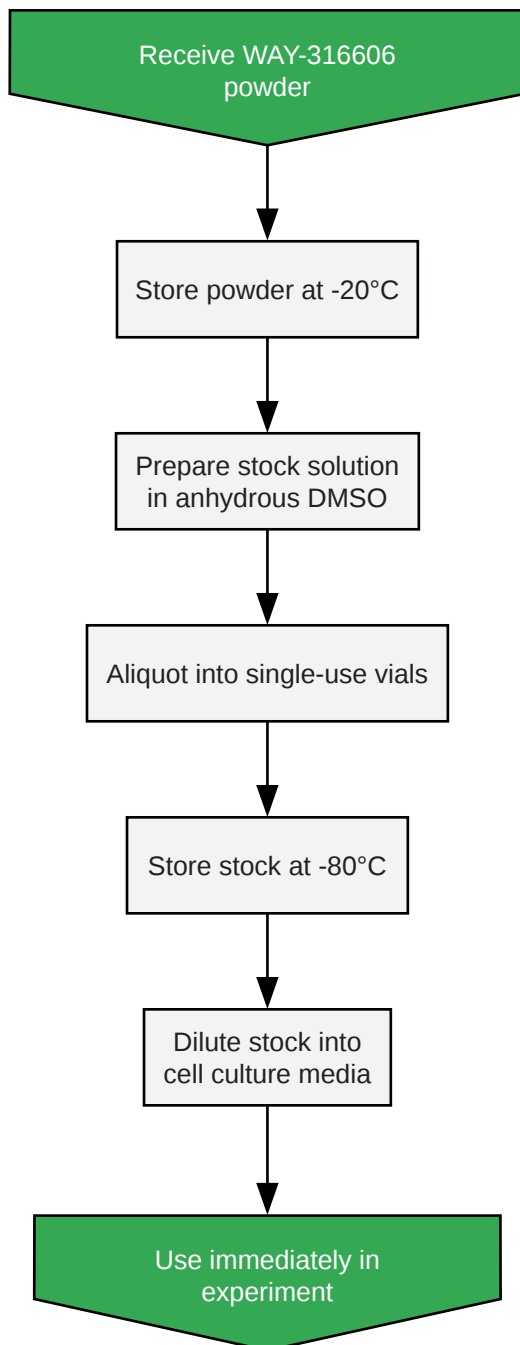 Receive WAY-316606
powder
Store powder at -20°C
Prepare stock solution
in anhydrous DMSO
Aliquot into single-use vials
Store stock at -80°C
Dilute stock into
cell culture media
Use immediately in
experiment